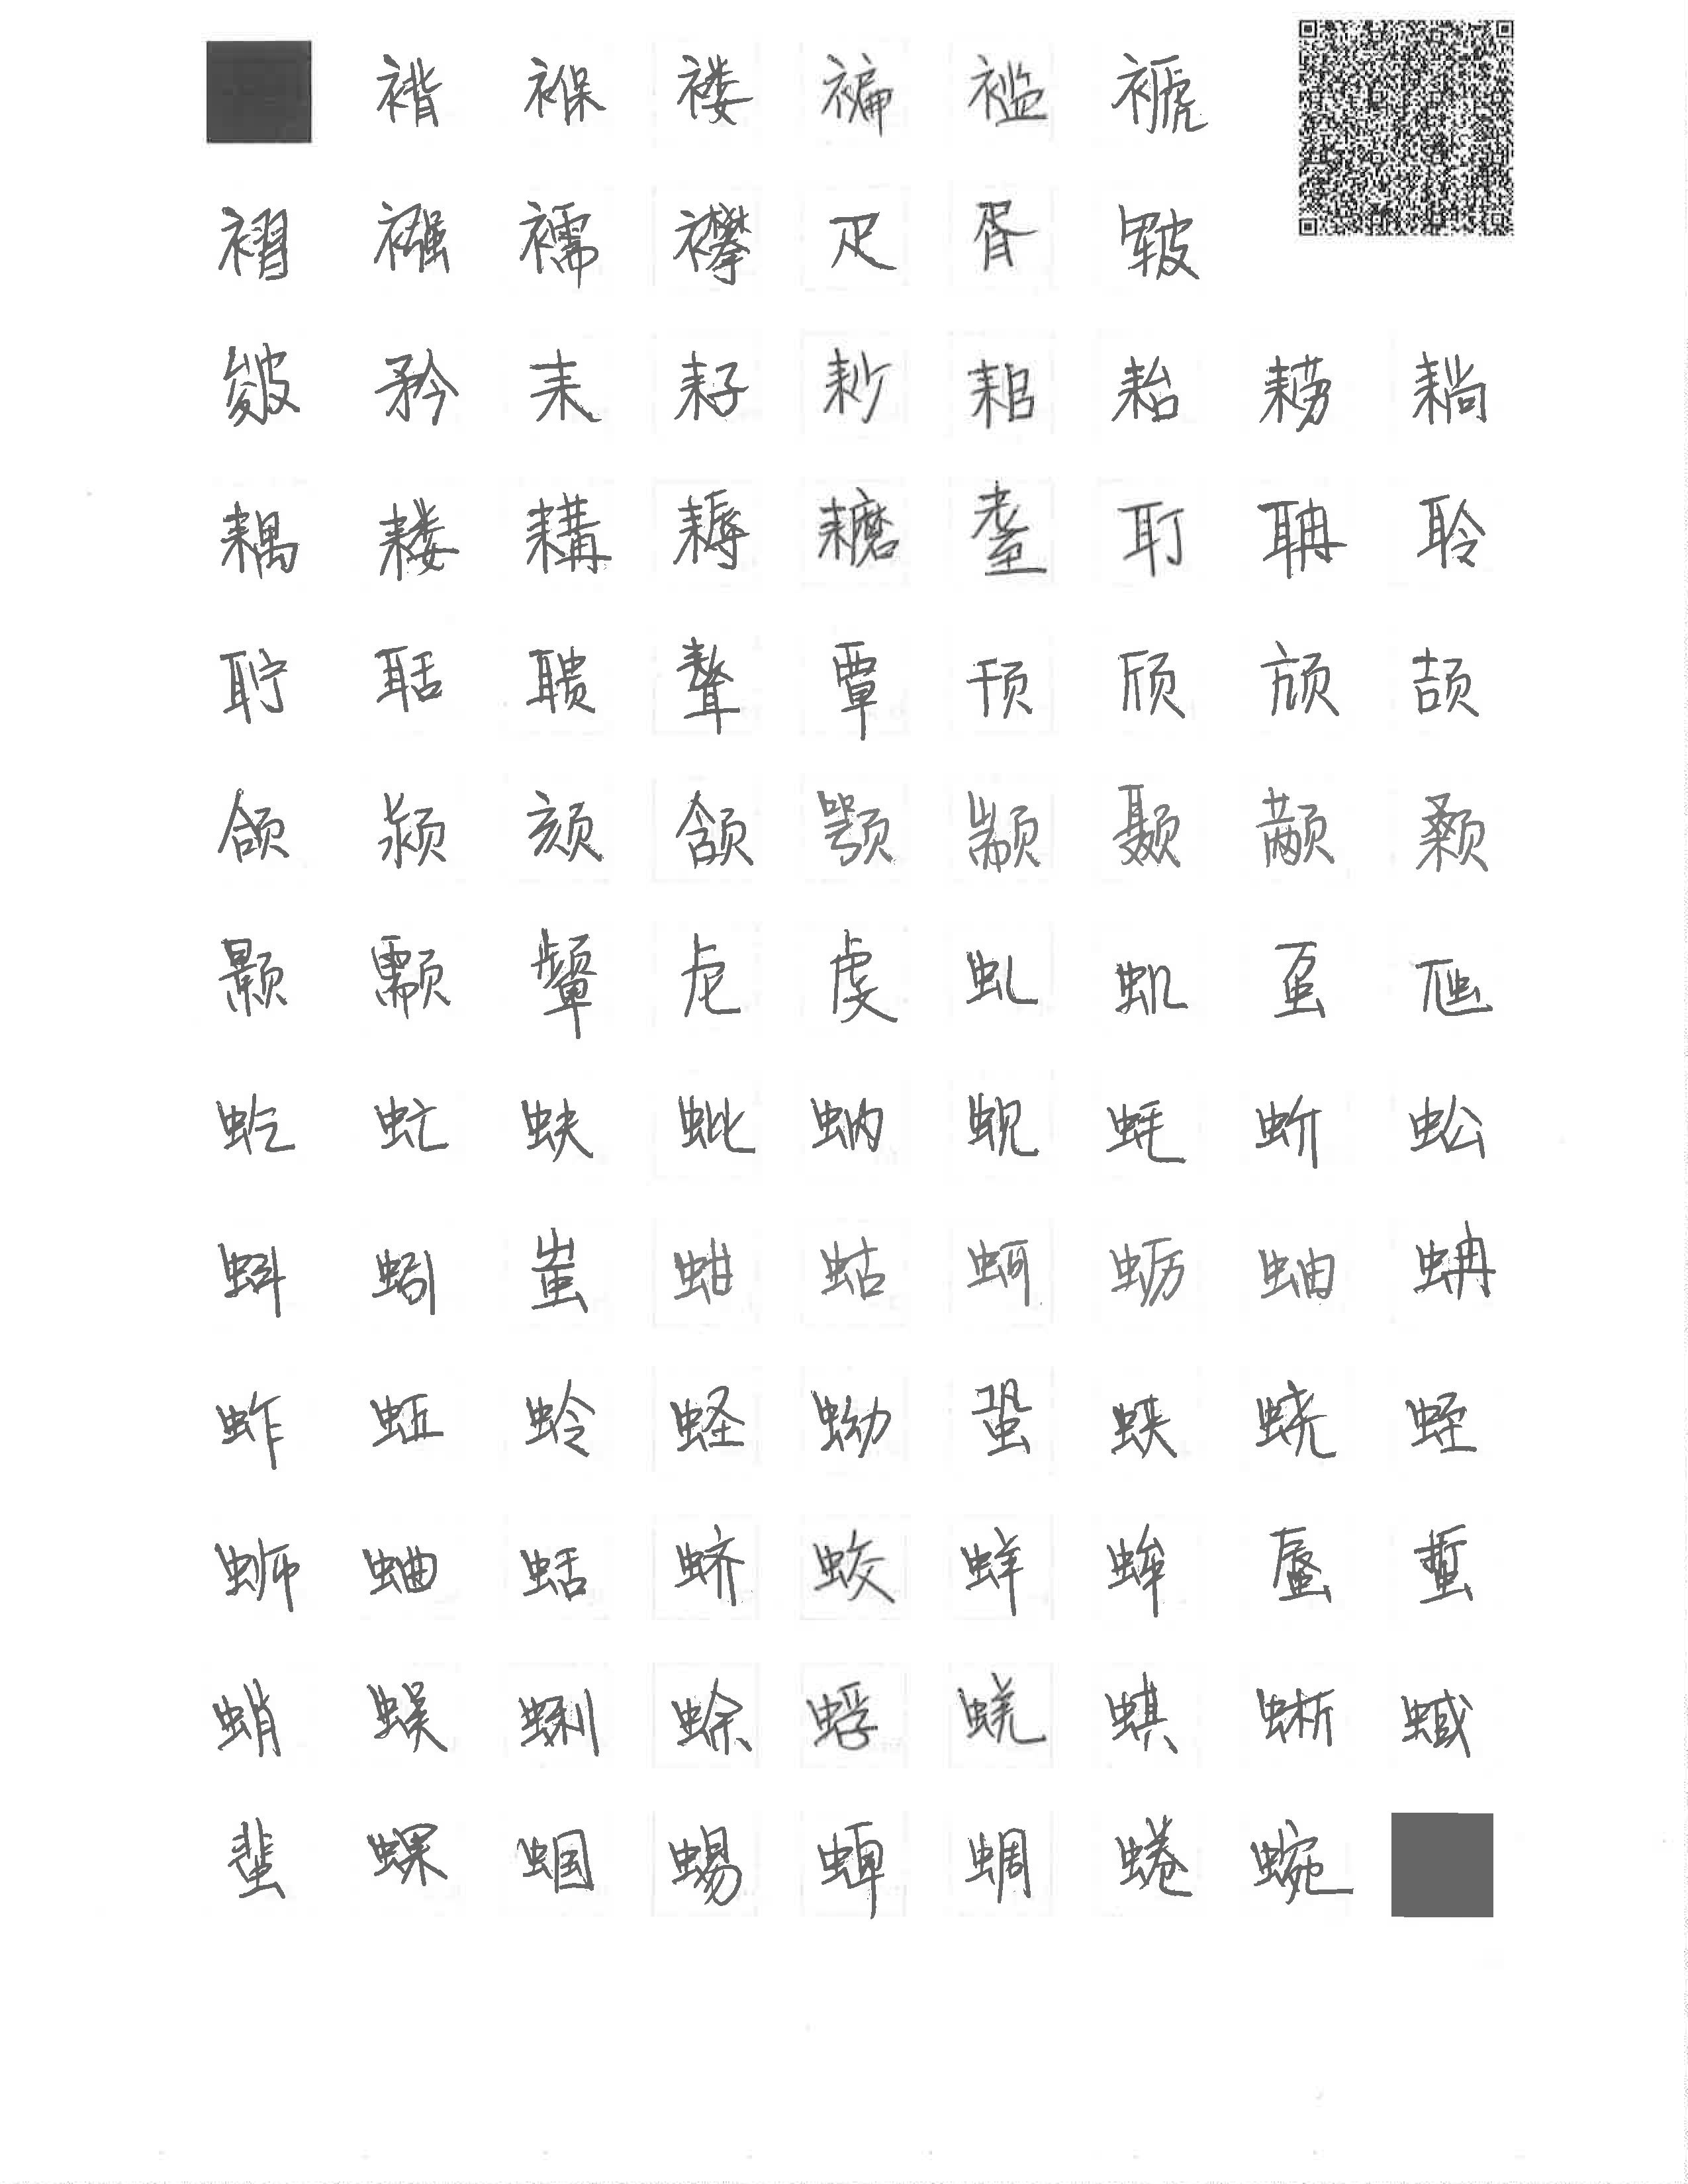 褙褓褛褊褴褫
褶襁襦襻疋胥皲
皴矜耒耔耖耜耠耢耥
耦耧耩耨耱耋耵聃聆
聍聒聩聱覃顸颀颃颉
颌颍颏颔颚颛颞颟颡
颢颥颦虍虔虬虮虿虺
虼虻蚨蚍蚋蚬蚝蚧蚣
蚪蚓蚩蚶蛄蚵蛎蚰蚺
蚱蚯蛉蛏蚴蛩蛱蛲蛭
蛳蛐蛞蛴蛟蛘蛑蜃蜇
蛸蜈蜊蜍蜉蜣蜞蜥蜮
蜚蜾蝈蜴蜱蜩蜷蜿